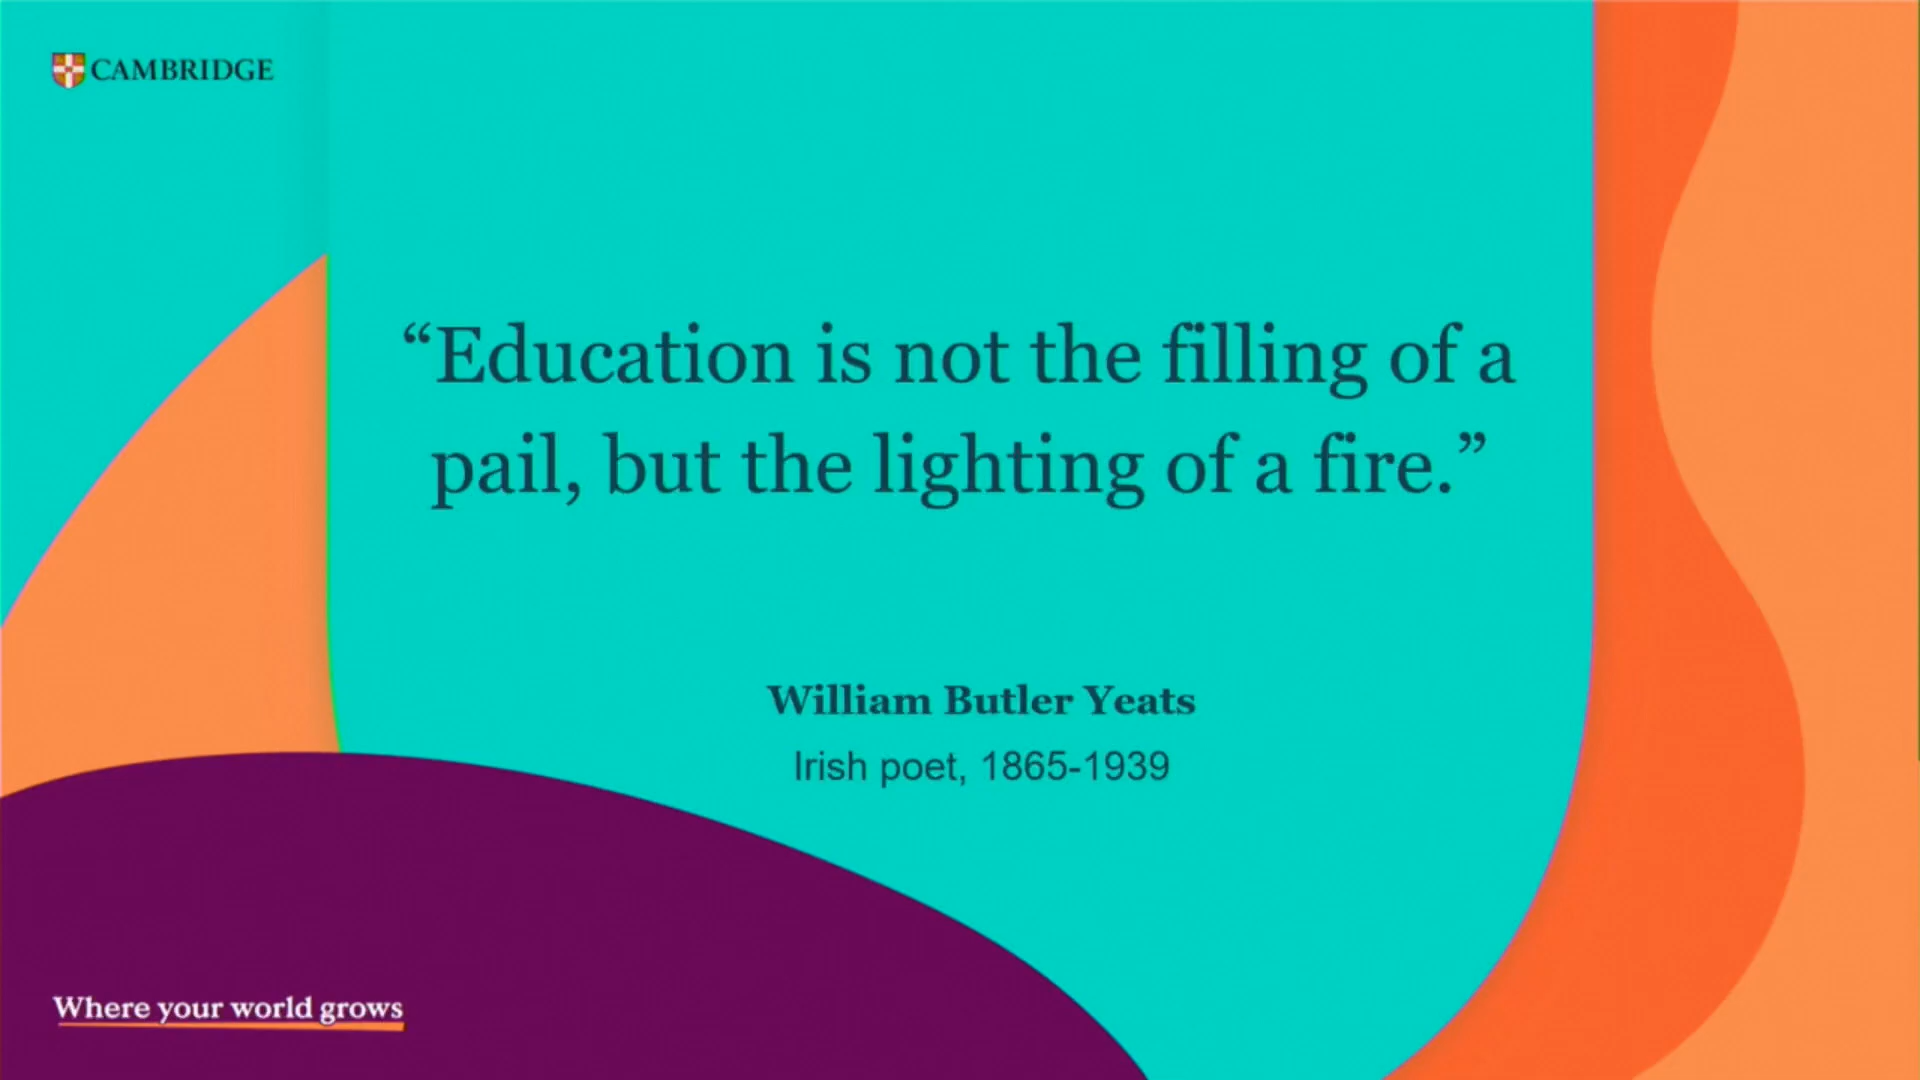 CAMBRIDGE
“Education is not the filling of a
pail, but the lighting of a fire.”
William Butler Yeats
Irish poet, 1865-1939
Where your world grows